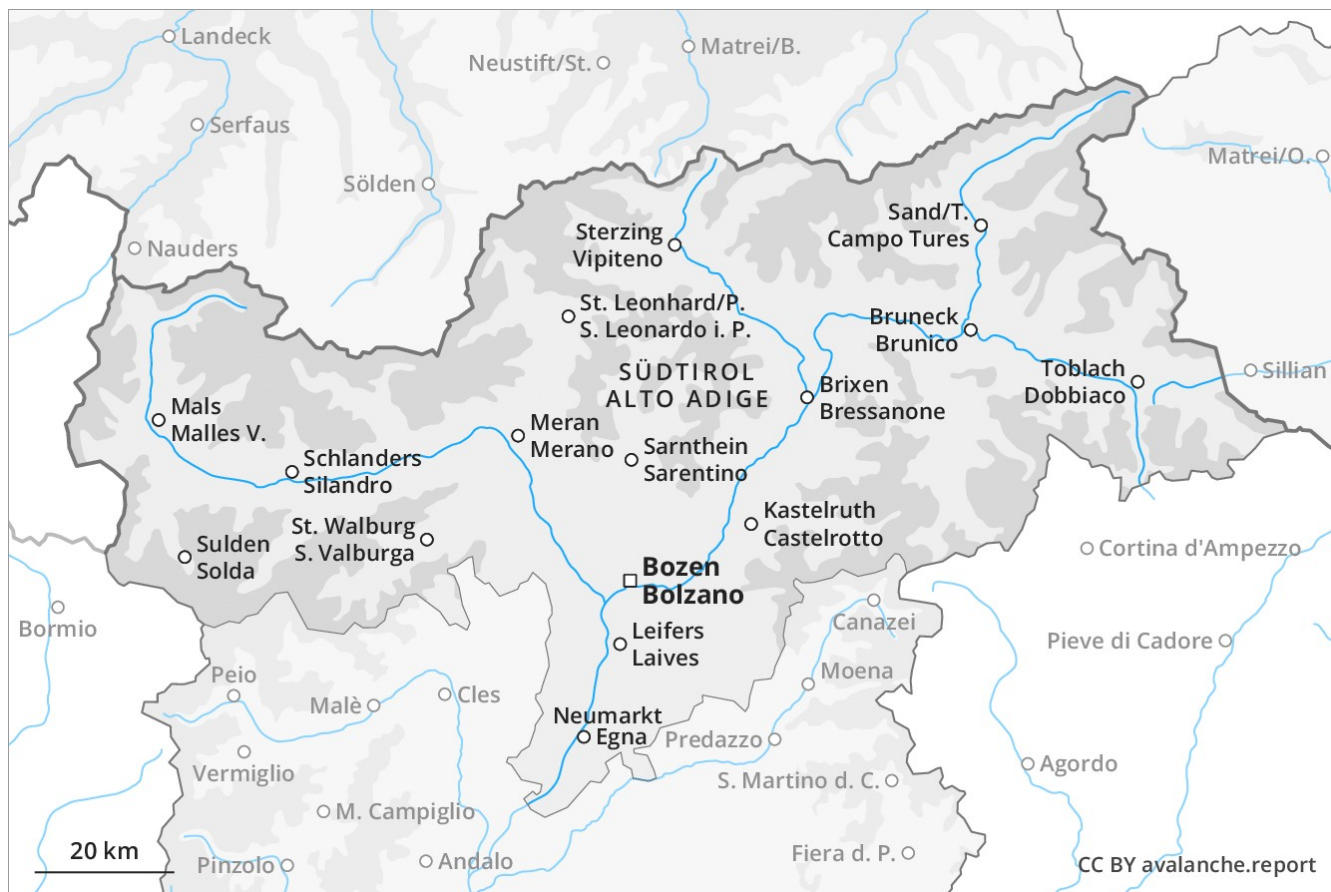 Landeck
Matrei/B.
Neustift/St.
Serfaus
Matrei/O.
Sölden
Sand/T.
Campo Tures
Sterzing
Vipiteno
Nauders
St. Leonhard/P.
S. Leonardo i. P.
Bruneck
Brunico
SÜDTIROL
ALTO ADIGE
Toblach
Dobbiaco
Sillian
Brixen
Bressanone
Mals
Malles V.
Meran
Merano
Sarnthein
Sarentino
Schlanders
Silandro
Kastelruth
Castelrotto
St. Walburg
S. Valburga
Sulden
Solda
Cortina d'Ampezzo
Bozen
Bolzano
Bormio
Canazei
Leifers
Laives
Pieve di Cadore
Peio
Moena
Malè
Cles
Neumarkt
Egna
Predazzo
Vermiglio
Agordo
S. Martino d. C.
M. Campiglio
20 km
Pinzolo
Andalo
Fiera d. P.
CC BY avalanche.report